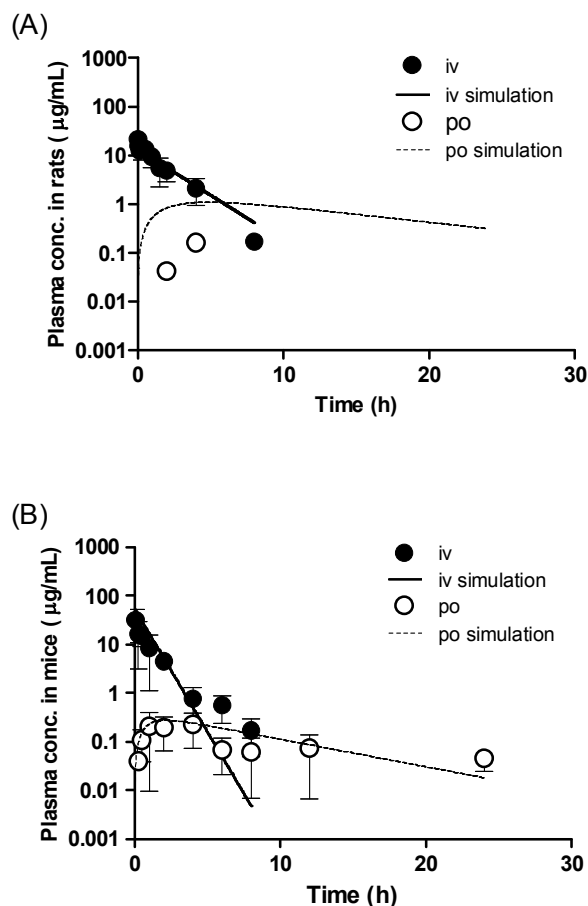 (A)
Plasma conc. in rats ( μg/mL)
1000
100
10
1
0.1
0.01
0.001
0
10
20
30
Time (h)
iv
iv simulation
po
po simulation
(B)
Plasma conc. in mice ( μg/mL)
1000
100
10
1
0.1
0.01
0.001
0
10
20
30
Time (h)
iv
iv simulation
po
po simulation